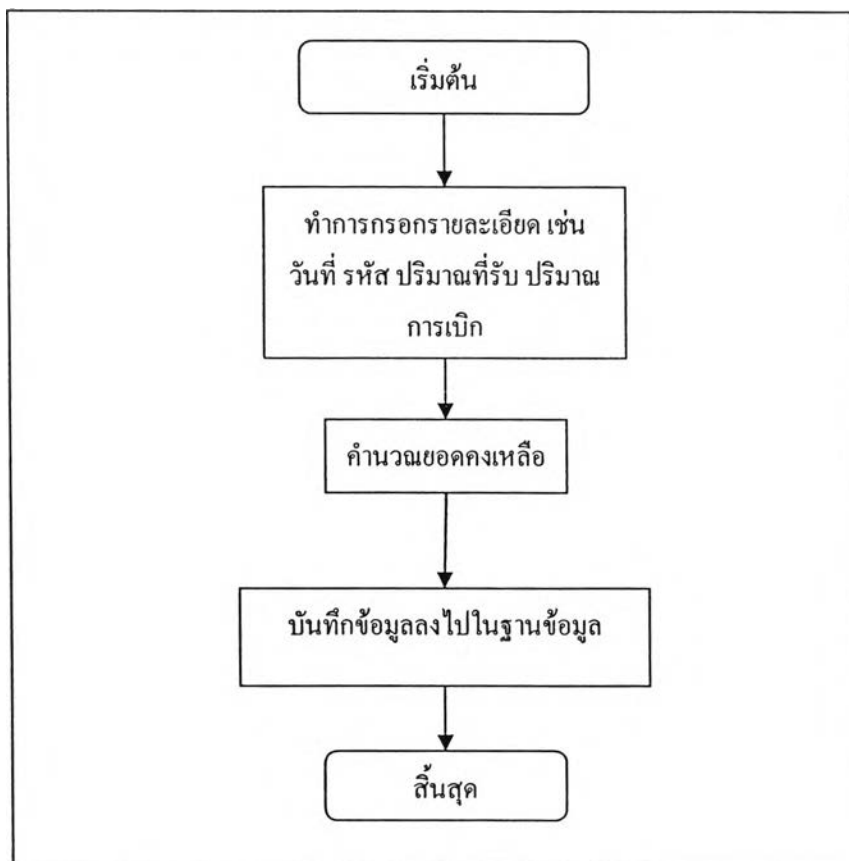 เริ่มต้น
ทำการกรอกรายละเอียด เช่น
วันที่ รหัส ปริมาณที่รับ ปริมาณ
การเบิก
คำนวณยอดคงเหลือ
บันทึกข้อมูลลงไปในฐานข้อมูล
สิ้นสุด